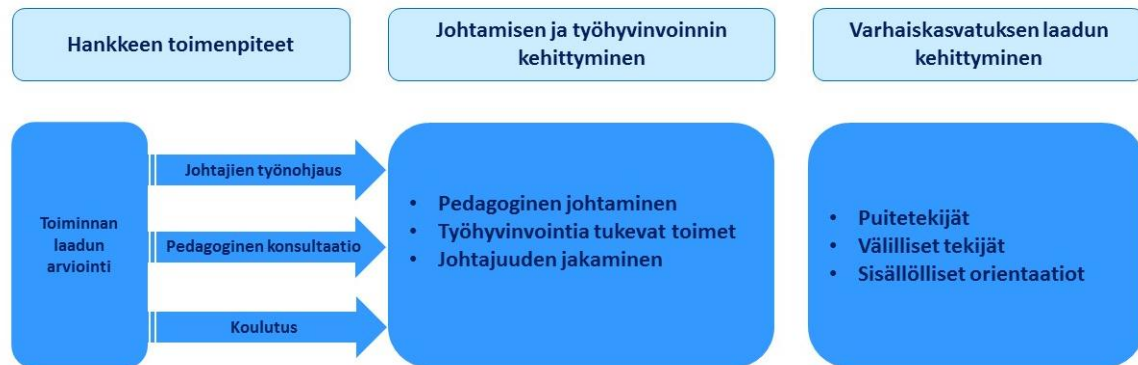 Hankkeen toimenpiteet
Johtamisen ja työhyvinvoinnin
kehittyminen
Varhaiskasvatuksen laadun
kehittyminen
Toiminnan
laadun
arviointi
Johtajien työnohjaus
Pedagoginen konsultaatio
Koulutus
• Pedagoginen johtaminen
• Työhyvinvointia tukevat toimet
• Johtajuuden jakaminen
• Puitetekijät
• Välilliset tekijät
• Sisällölliset orientaatiot